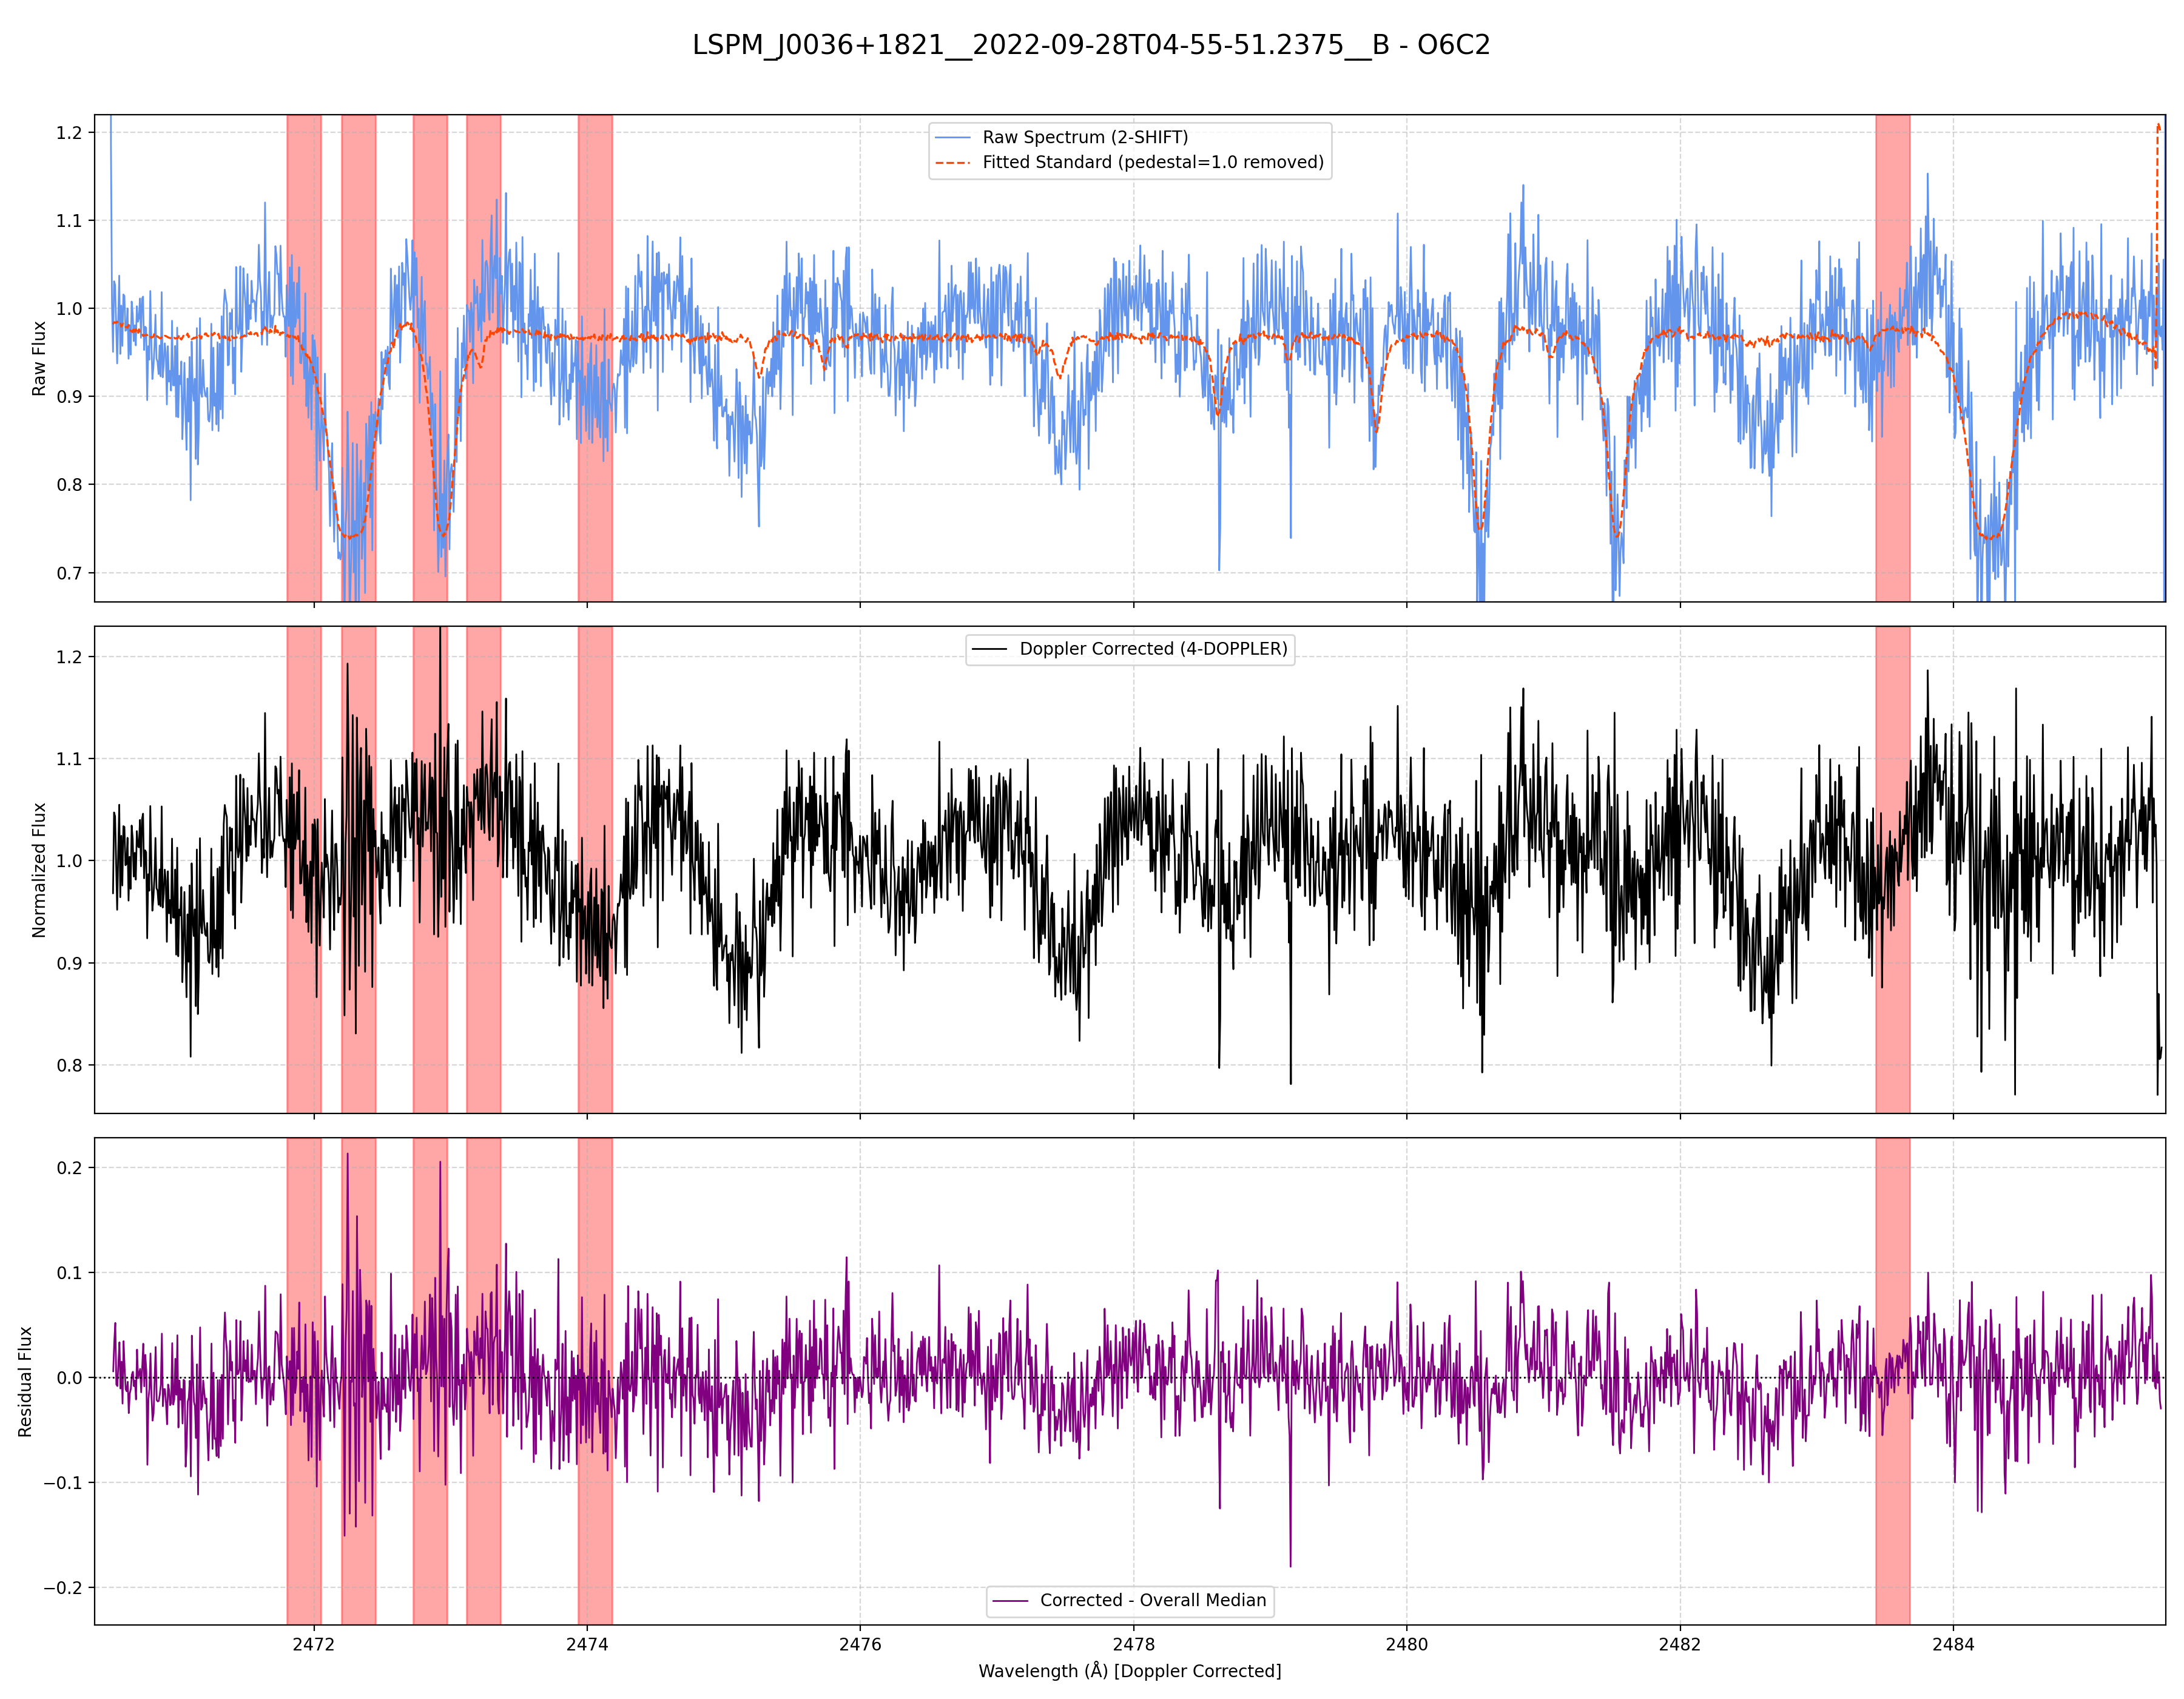 LSPM_J0036+1821__2022-09-28T04-55-51.2375__B - O6C2
Raw Spectrum (2-SHIFT)
Fitted Standard (pedestal=1.0 removed)
Raw Flux
1.2
1.1
1.0
0.9
0.8
0.7
Doppler Corrected (4-DOPPLER)
Normalized Flux
1.2
1.1
1.0
0.9
0.8
Residual Flux
0.2
0.1
0.0
−0.1
−0.2
Corrected - Overall Median
2472
2474
2476
2478
2480
2482
2484
Wavelength (Å) [Doppler Corrected]